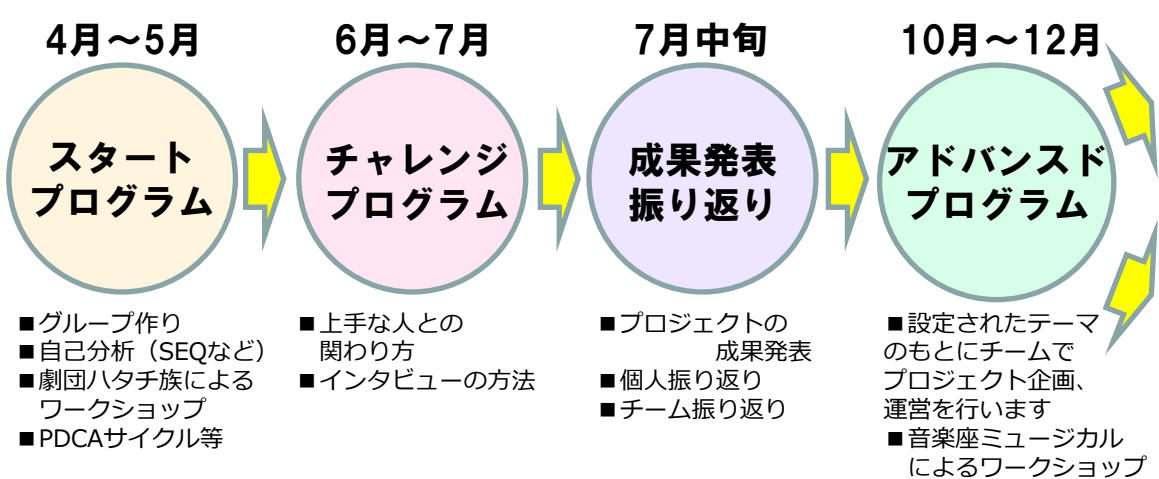 4月～5月
スタート
プログラム
■グループ作り
■自己分析（SEQなど）
■劇団ハタチ族による
ワークショップ
■PDCAサイクル等
6月～7月
チャレンジ
プログラム
■上手な人との
関わり方
■インタビューの方法
7月中旬
成果発表
振り返り
■プロジェクトの
成果発表
■個人振り返り
■チーム振り返り
10月～12月
アドバンスド
プログラム
■設定されたテーマ
のもとにチームで
プロジェクト企画、
運営を行います
■音楽座ミュージカル
によるワークショップ